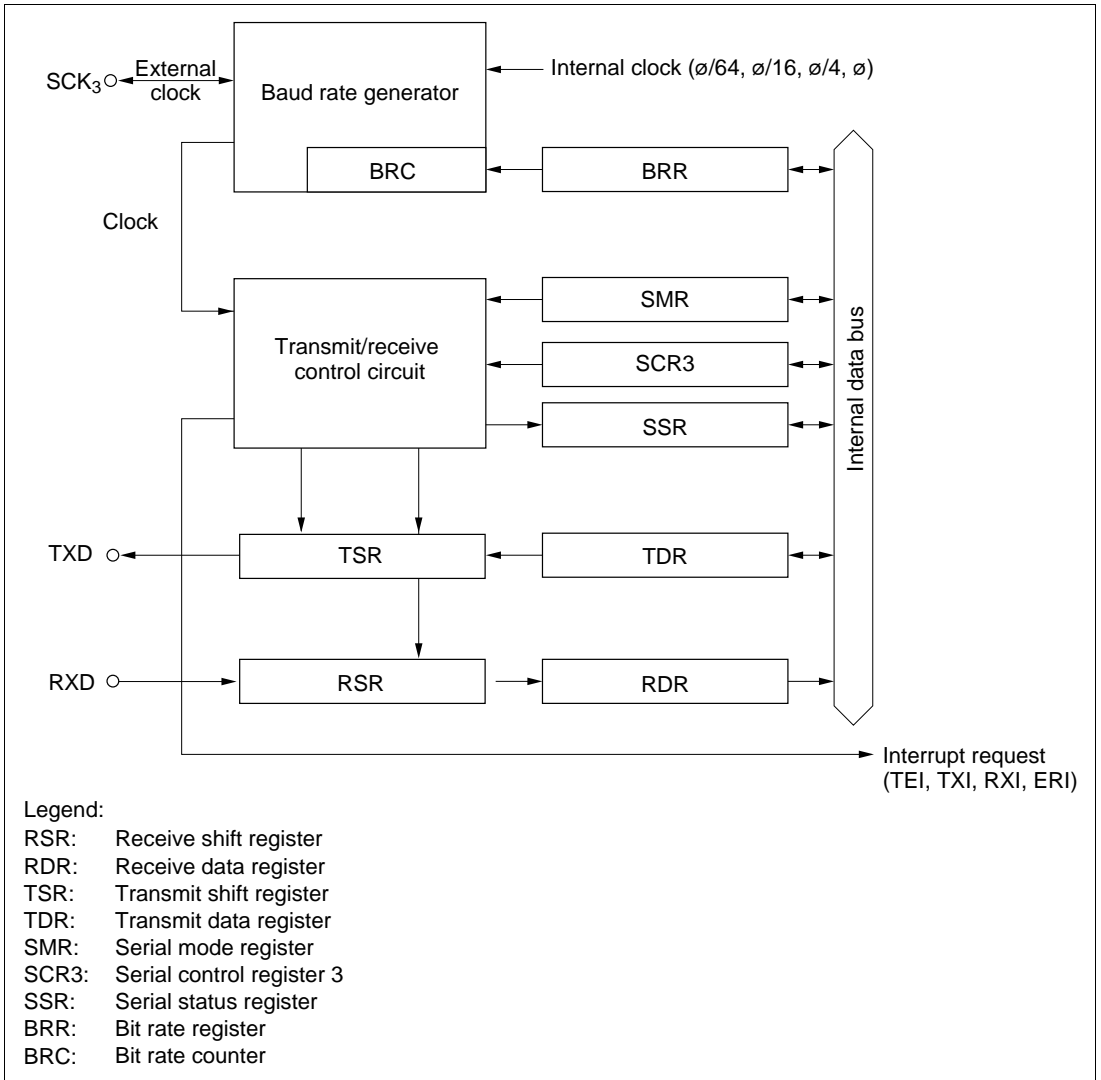 SCK3
External
clock
Baud rate generator
Internal clock (ø/64, ø/16, ø/4, ø)
BRC
BRR
Clock
Transmit/receive
control circuit
SMR
SCR3
SSR
Internal data bus
TXD
TSR
TDR
RXD
RSR
RDR
Interrupt request
(TEI, TXI, RXI, ERI)
Legend:
RSR: Receive shift register
RDR: Receive data register
TSR: Transmit shift register
TDR: Transmit data register
SMR: Serial mode register
SCR3: Serial control register 3
SSR: Serial status register
BRR: Bit rate register
BRC: Bit rate counter